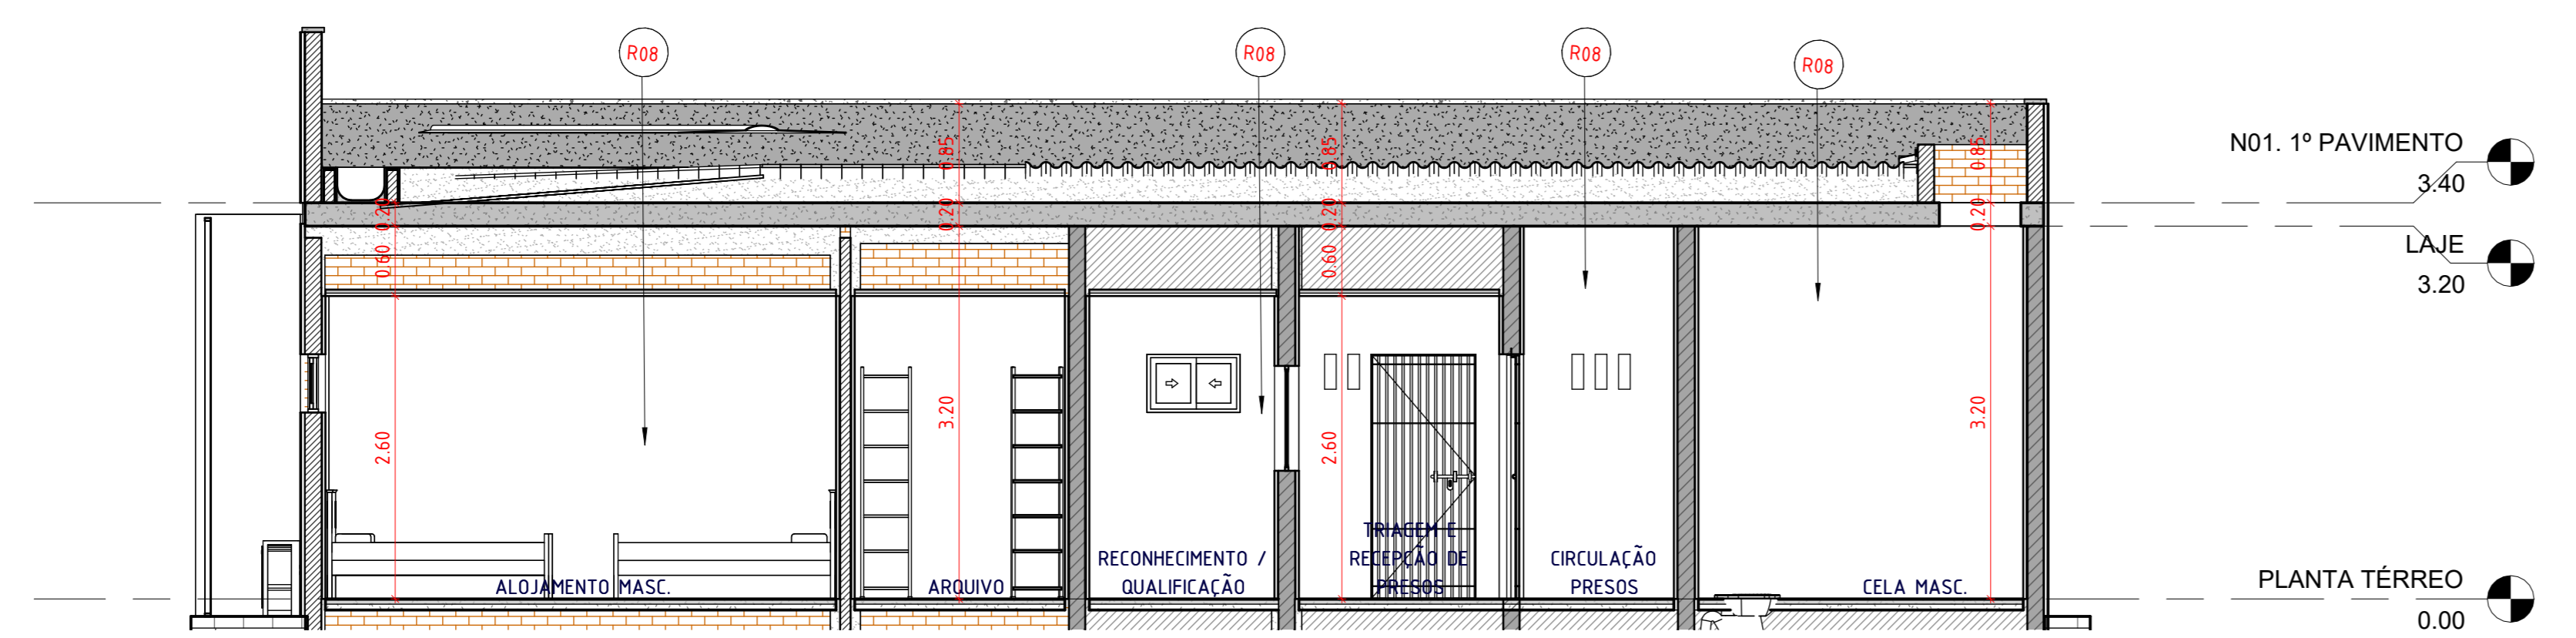 R08
R08
R08
R08
N01. 1º PAVIMENTO
3.40
LAJE
3.20
PLANTA TÉRREO
0.00
0.85
0.85
0.85
0.20
0.20
0.20
0.20
0.60
0.60
2.60
3.20
2.60
3.20
ALOJAMENTO MASC.
ARQUIVO
RECONHECIMENTO /
QUALIFICAÇÃO
TRIAGEM E
RECEPÇÃO DE
PRESOS
CIRCULAÇÃO
PRESOS
CELA MASC.